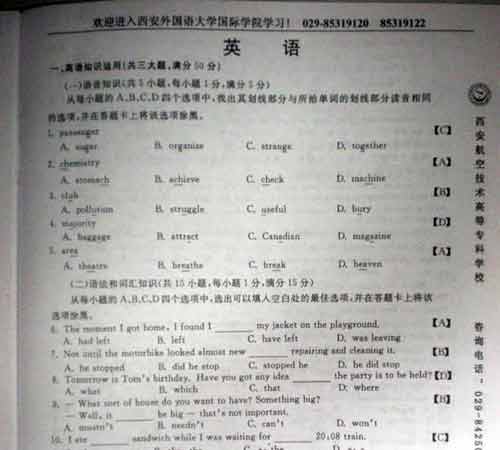 欢迎进入西安外国语大学国际学院学习! 029-85319120 85319122
英 语
一、英语知识运用(共三大题,满分50分)
(一)语音知识(共5小题,每小题1分,满分5分)
从每小题的A、B、C、D四个选项中,找出其划线部分与所给单词的划线部分读音相同
的选项,并在答题卡上将该选项涂黑。
1. passenger 【C】
A. sugar B. organize C. strange D. together
2. chemistry 【A】
A. stomach B. achieve C. check D. machine
3. club 【B】
A. pollution B. struggle C. useful D. bury
4. majority 【D】
A. baggage B. attract C. Canadian D. magazine
5. area 【A】
A. theatre B. breathe C. break D. heaven
(二)语法和词汇知识(共15小题,每小题1分,满分15分)
从每小题的A、B、C、D四个选项中,选出可以填入空白处的最佳选项,并在答题卡上将该
选项涂黑。
6. The moment I got home, I found I ______ my jacket on the playground. 【A】
A. had left B. left C. have left D. was leaving
7. Not until the motorbike looked almost new ______ repairing and cleaning it. 【B】
A. he stopped B. did he stop C. stopped he D. he did stop
8. Tomorrow is Tom's birthday. Have you got any idea ______ the party is to be held? 【D】
A. what B. which C. that D. where
9. — What sort of house do you want to have? Something big? 【B】
— Well, it ______ be big — that's not important.
A. mustn't B. needn't C. can't D. won't
10. I ate ______ sandwich while I was waiting for ______ 20:08 train. 【C】
西安航空技术高等专科学校
咨询电话:029-84250